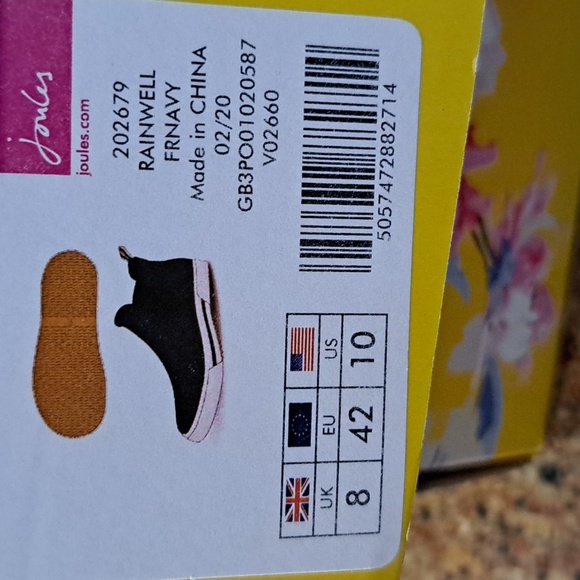 Joules
joules.com
202679
RAINWELL
FRNAVY
Made in CHINA
02/20
GB3PO01020587
V02660
5057472882714
UK EU US
8 42 10